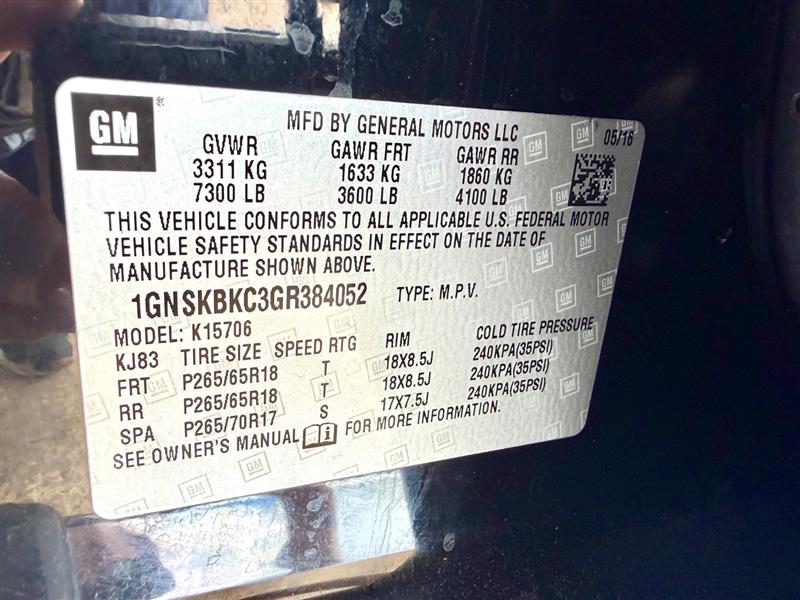 GM
®
MFD BY GENERAL MOTORS LLC 05/16
GVWR GAWR FRT GAWR RR
3311 KG 1633 KG 1860 KG
7300 LB 3600 LB 4100 LB
THIS VEHICLE CONFORMS TO ALL APPLICABLE U.S. FEDERAL MOTOR
VEHICLE SAFETY STANDARDS IN EFFECT ON THE DATE OF
MANUFACTURE SHOWN ABOVE.
1GNSKBKC3GR384052 TYPE: M.P.V.
MODEL: K15706
KJ83 TIRE SIZE SPEED RTG RIM COLD TIRE PRESSURE
FRT P265/65R18 T 18X8.5J 240KPA(35PSI)
RR P265/65R18 T 18X8.5J 240KPA(35PSI)
SPA P265/70R17 S 17X7.5J 240KPA(35PSI)
SEE OWNER'S MANUAL i FOR MORE INFORMATION.